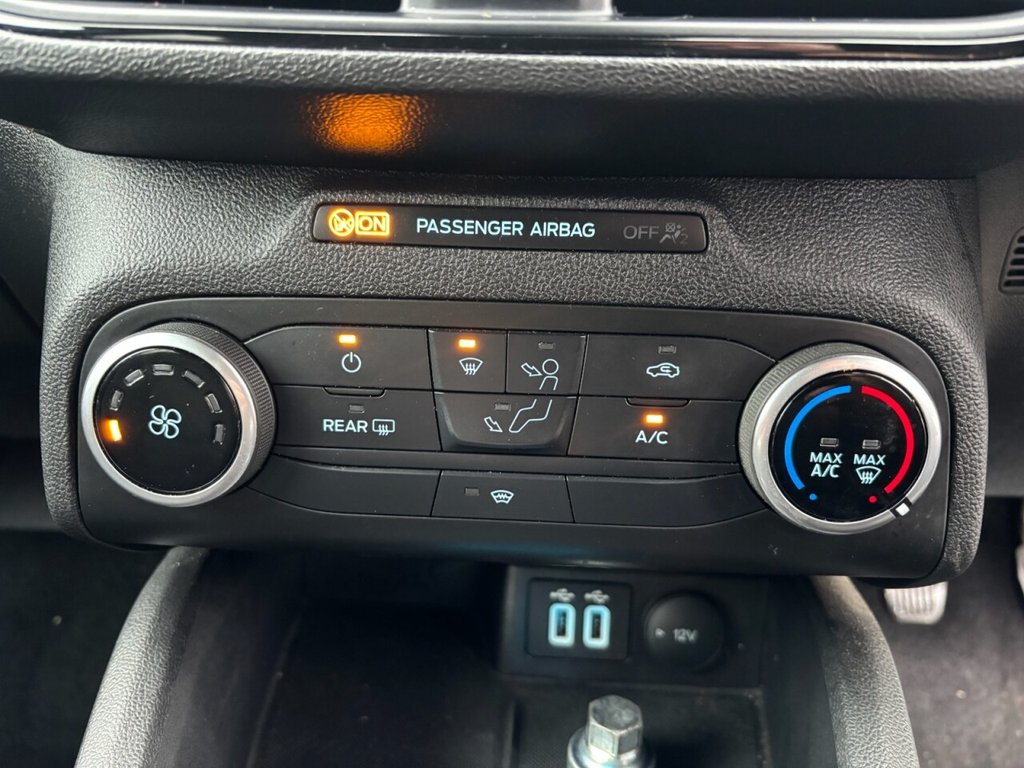 ON PASSENGER AIRBAG OFF
REAR
A/C
MAX
A/C
MAX
12V